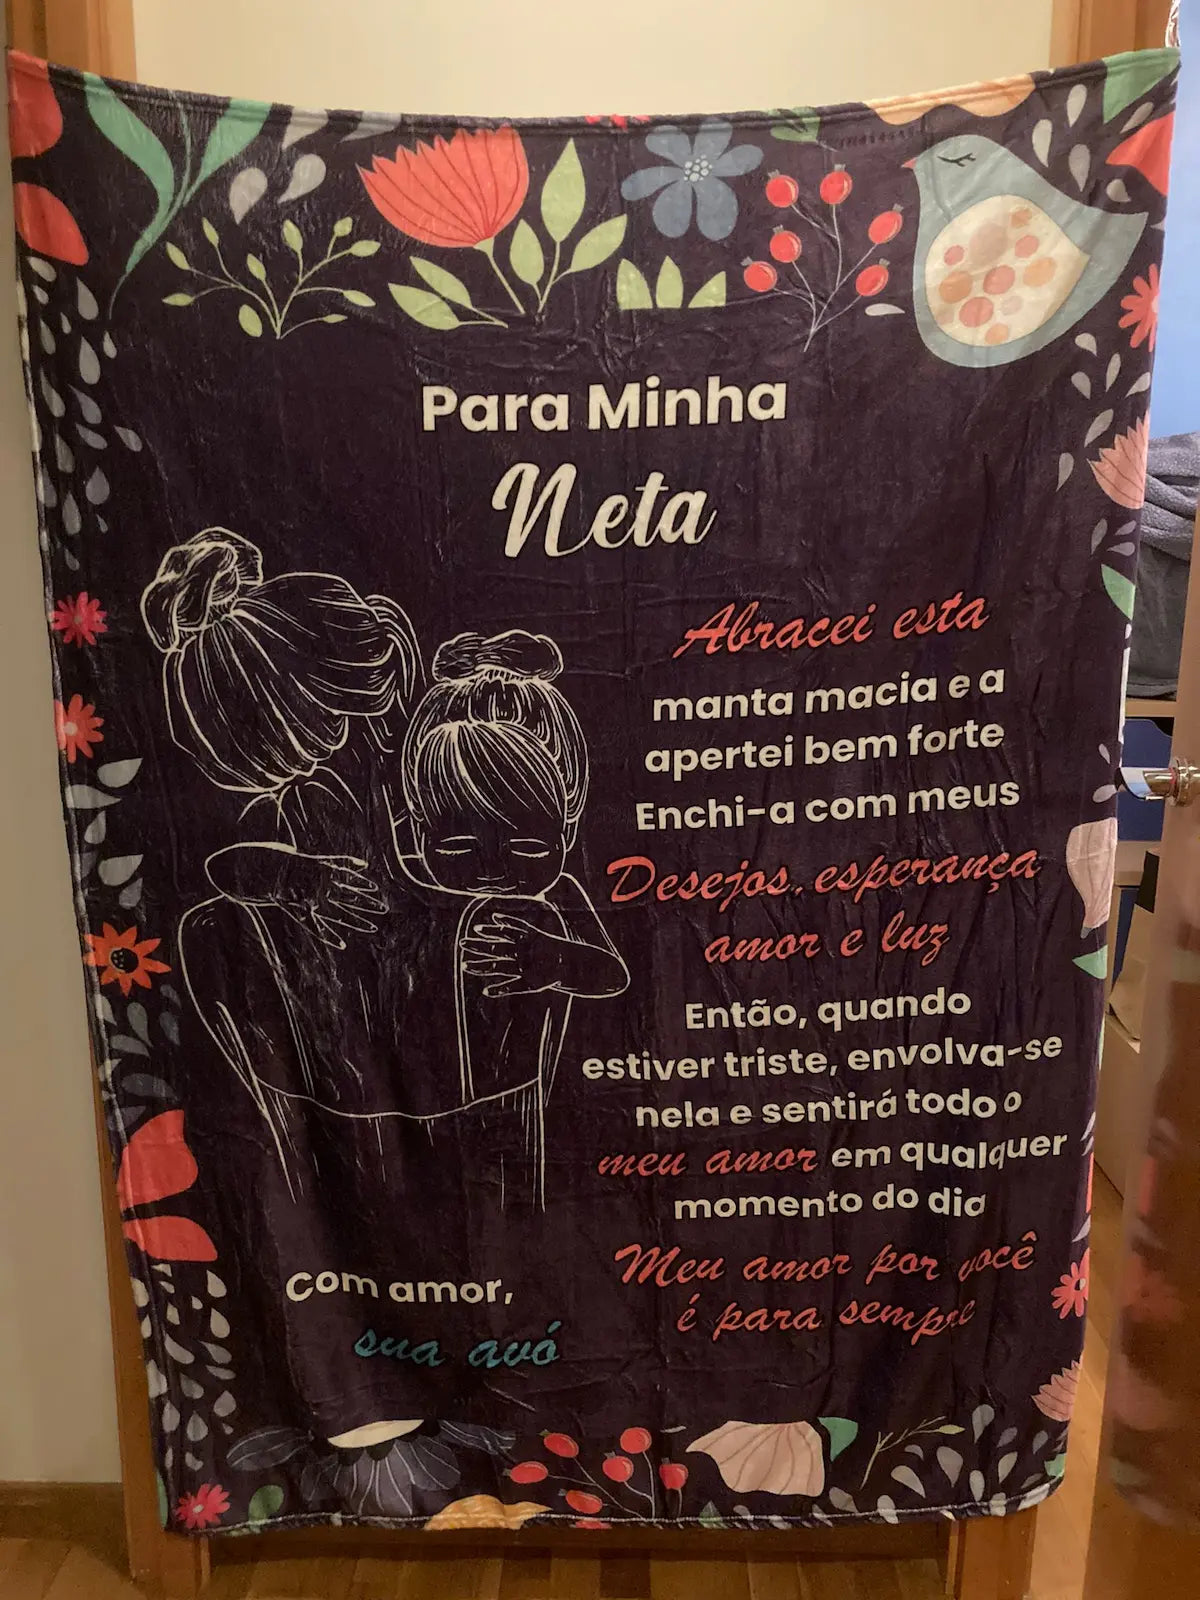 Para Minha
Neta
Abracei esta
manta macia e a
apertei bem forte
Enchi-a com meus
Desejos, esperança
amor e luz
Então, quando
estiver triste, envolva-se
nela e sentirá todo o
meu amor em qualquer
momento do dia
Meu amor por você
é para sempre
Com amor,
sua avó